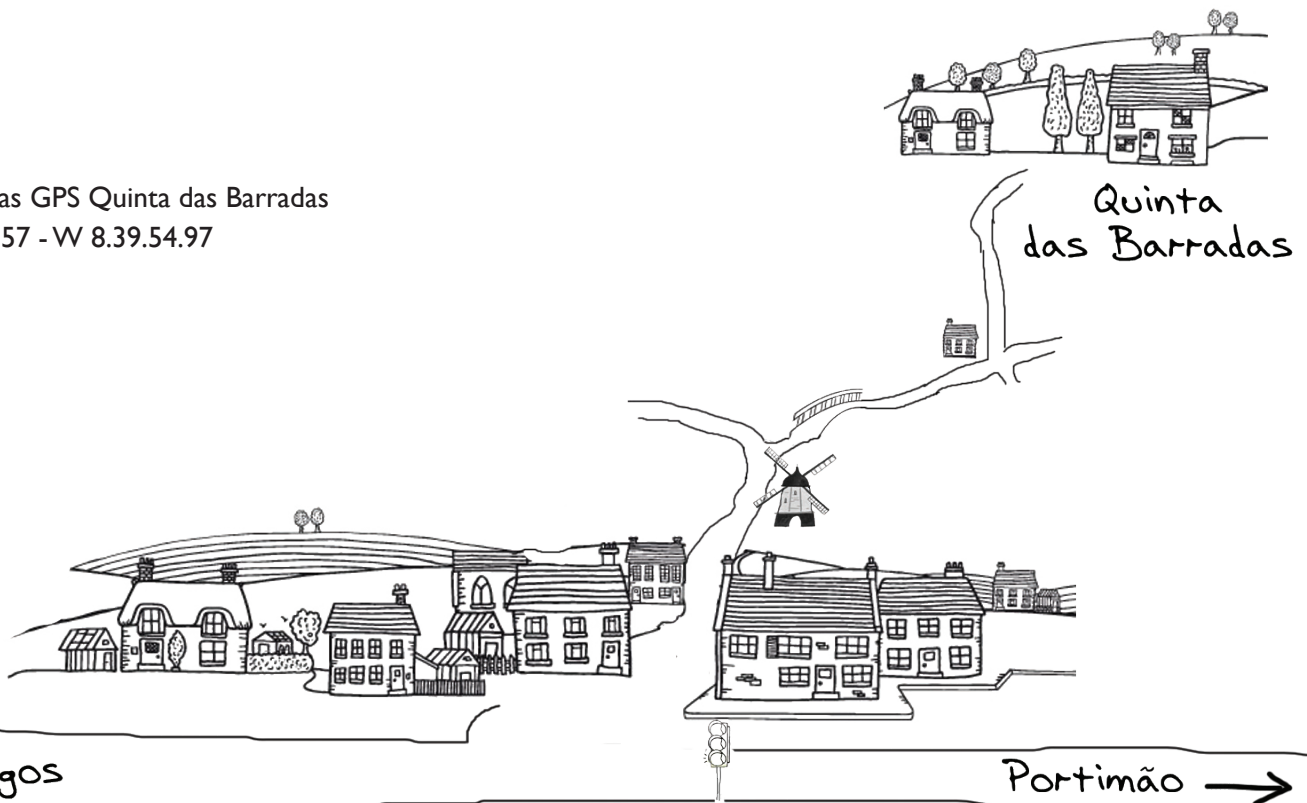 as GPS Quinta das Barradas
57 - W 8.39.54.97
Quinta
das Barradas
gos
Portimão